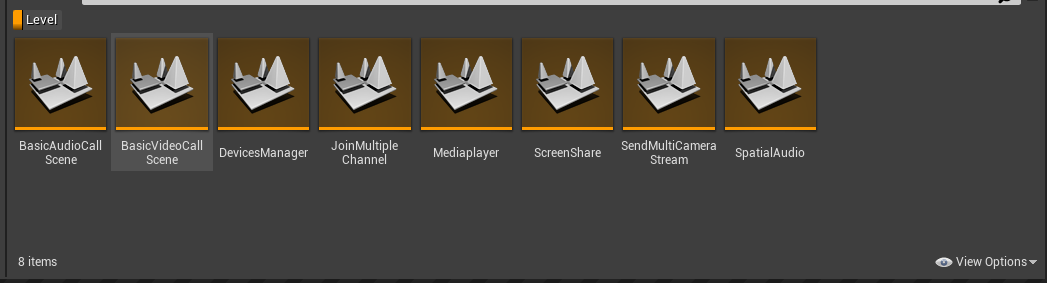 Level
BasicAudioCall
Scene
BasicVideoCall
Scene
DevicesManager
JoinMultiple
Channel
Mediaplayer
ScreenShare
SendMultiCamera
Stream
SpatialAudio
8 items
View Options